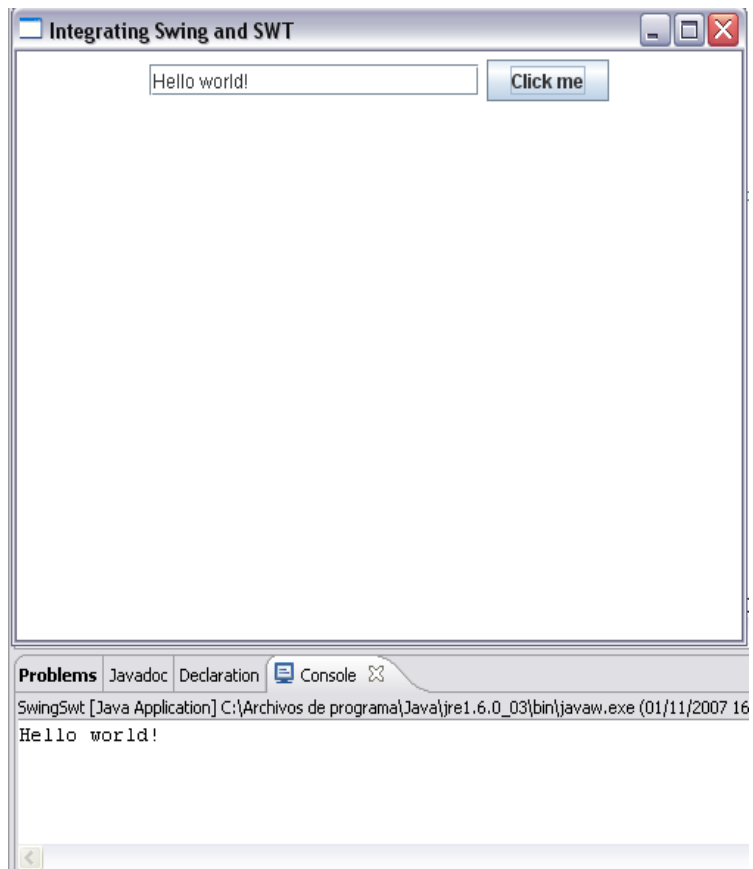 Integrating Swing and SWT
Hello world! Click me
Problems Javadoc Declaration Console
SwingSwt [Java Application] C:\Archivos de programa\Java\jre1.6.0_03\bin\javaw.exe (01/11/2007 16
Hello world!